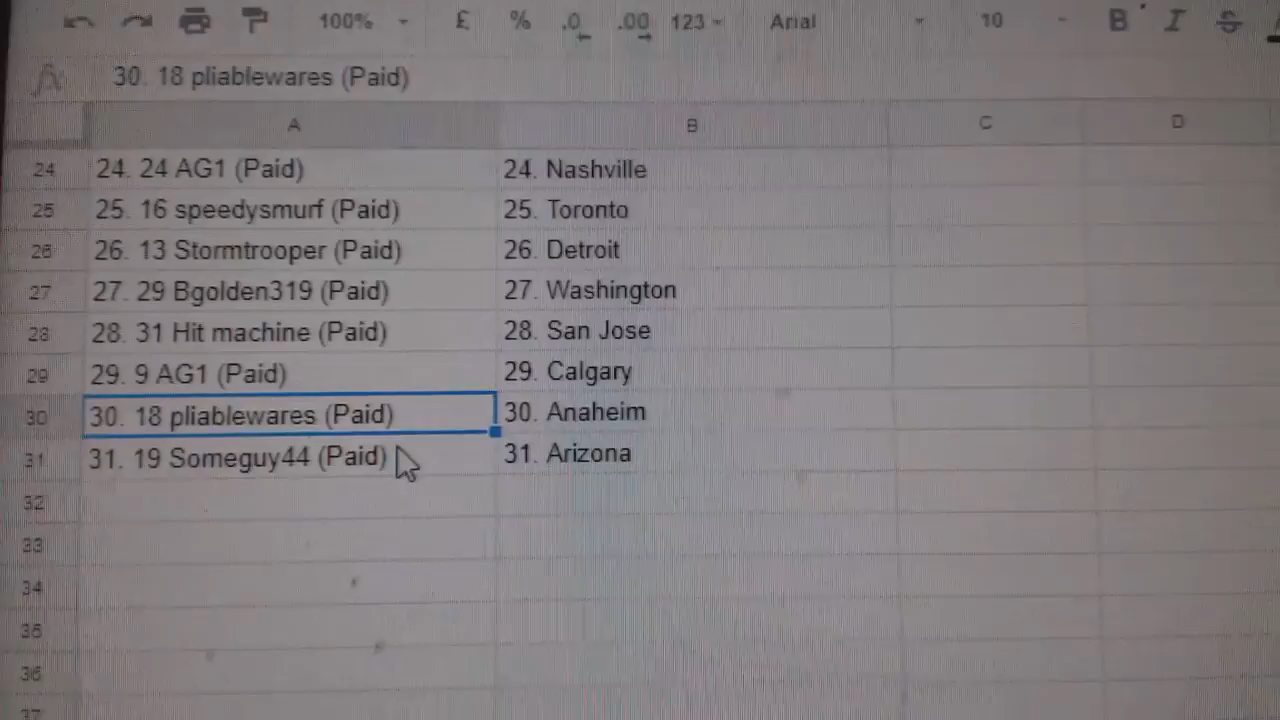 100% £ % .0 .00 123 Arial 10 B I S
fx 30. 18 pliablewares (Paid)
A B C D
24 24. 24 AG1 (Paid) 24. Nashville
25 25. 16 speedysmurf (Paid) 25. Toronto
26 26. 13 Stormtrooper (Paid) 26. Detroit
27 27. 29 Bgolden319 (Paid) 27. Washington
28 28. 31 Hit machine (Paid) 28. San Jose
29 29. 9 AG1 (Paid) 29. Calgary
30 30. 18 pliablewares (Paid) 30. Anaheim
31 31. 19 Someguy44 (Paid) 31. Arizona
32
33
34
35
36
37